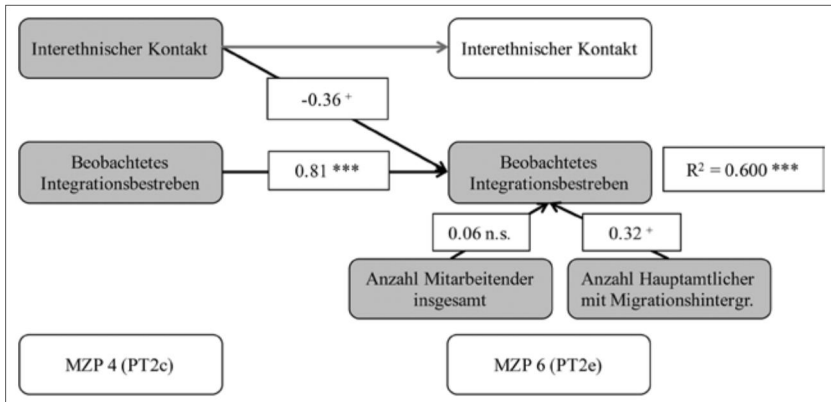 Interethnischer Kontakt
Interethnischer Kontakt
-0.36 +
Beobachtetes
Integrationsbestreben
0.81 ***
Beobachtetes
Integrationsbestreben
R² = 0.600 ***
0.06 n.s.
0.32 +
Anzahl Mitarbeitender
insgesamt
Anzahl Hauptamtlicher
mit Migrationshintergr.
MZP 4 (PT2c)
MZP 6 (PT2e)